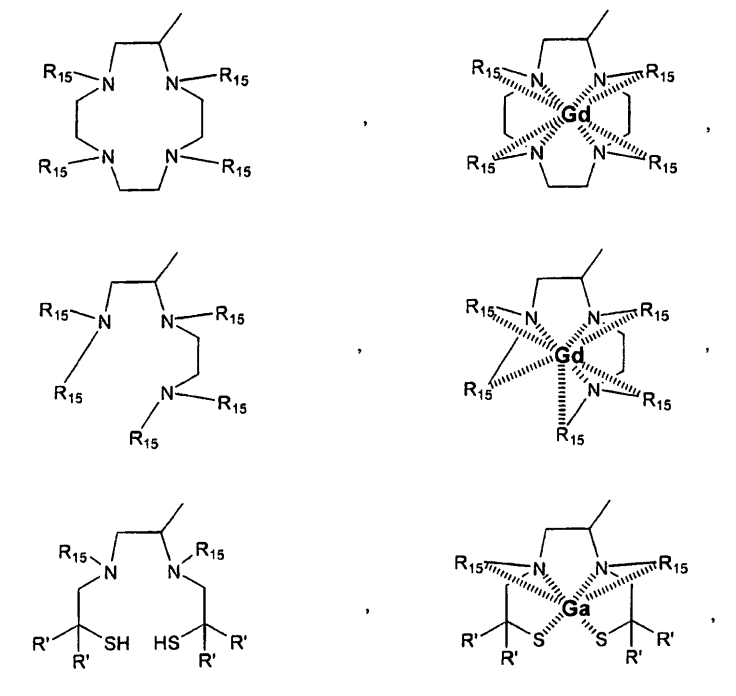 R15 N N R15 R15 N N R15
R15 N N R15 Gd R15 N N R15
, ,
R15 N N R15
R15 N R15
R15
,
R15 N N R15
Gd
R15 N R15
R15
,
R15 R15
N N
R' SH HS R'
R' R'
,
R15 N N R15
Ga
R' S S R'
R' R'
,